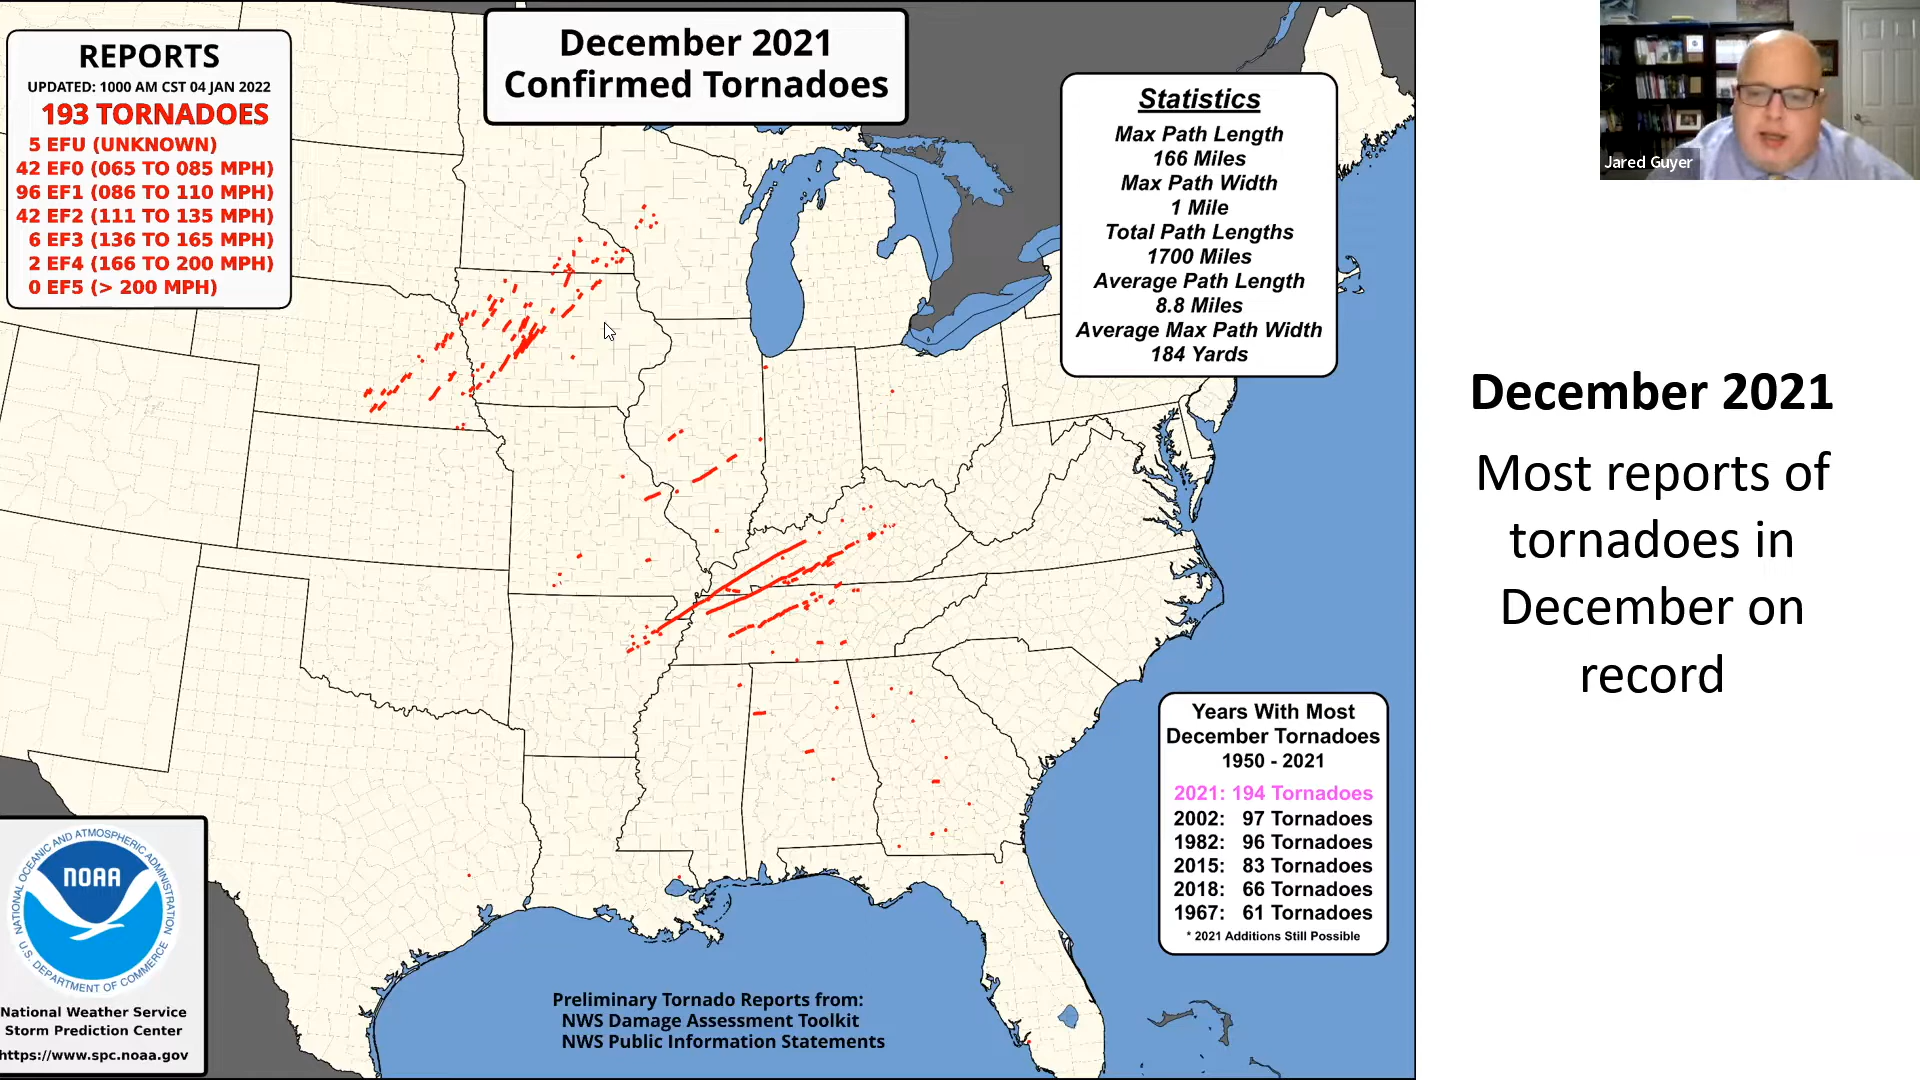 REPORTS
UPDATED: 1000 AM CST 04 JAN 2022
193 TORNADOES
5 EFU (UNKNOWN)
42 EF0 (065 TO 085 MPH)
96 EF1 (086 TO 110 MPH)
42 EF2 (111 TO 135 MPH)
6 EF3 (136 TO 165 MPH)
2 EF4 (166 TO 200 MPH)
0 EF5 (> 200 MPH)
December 2021
Confirmed Tornadoes
Statistics
Max Path Length
166 Miles
Max Path Width
1 Mile
Total Path Lengths
1700 Miles
Average Path Length
8.8 Miles
Average Max Path Width
184 Yards
Jared Guyer
December 2021
Most reports of
tornadoes in
December on
record
Years With Most
December Tornadoes
1950 - 2021
2021: 194 Tornadoes
2002: 97 Tornadoes
1982: 96 Tornadoes
2015: 83 Tornadoes
2018: 66 Tornadoes
1967: 61 Tornadoes
* 2021 Additions Still Possible
NATIONAL OCEANIC AND ATMOSPHERIC ADMINISTRATION
NOAA
U.S. DEPARTMENT OF COMMERCE
National Weather Service
Storm Prediction Center
https://www.spc.noaa.gov
Preliminary Tornado Reports from:
NWS Damage Assessment Toolkit
NWS Public Information Statements